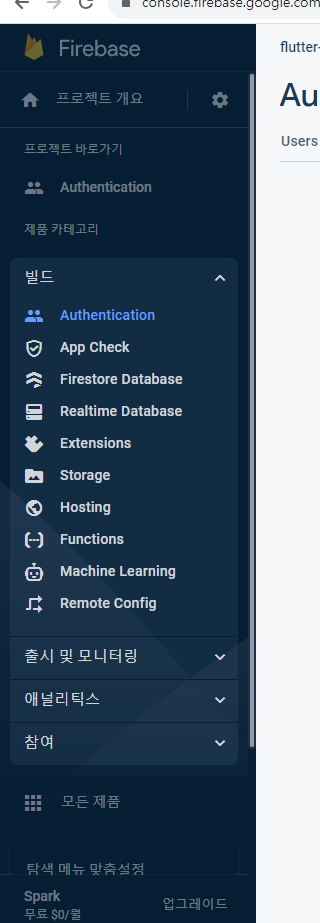 console.firebase.google.com
Firebase
프로젝트 개요
프로젝트 바로가기
Authentication
제품 카테고리
빌드
Authentication
App Check
Firestore Database
Realtime Database
Extensions
Storage
Hosting
Functions
Machine Learning
Remote Config
출시 및 모니터링
애널리틱스
참여
모든 제품
탐색 메뉴 맞춤설정
Spark
무료 $0/월
업그레이드
flutter-
Au
Users